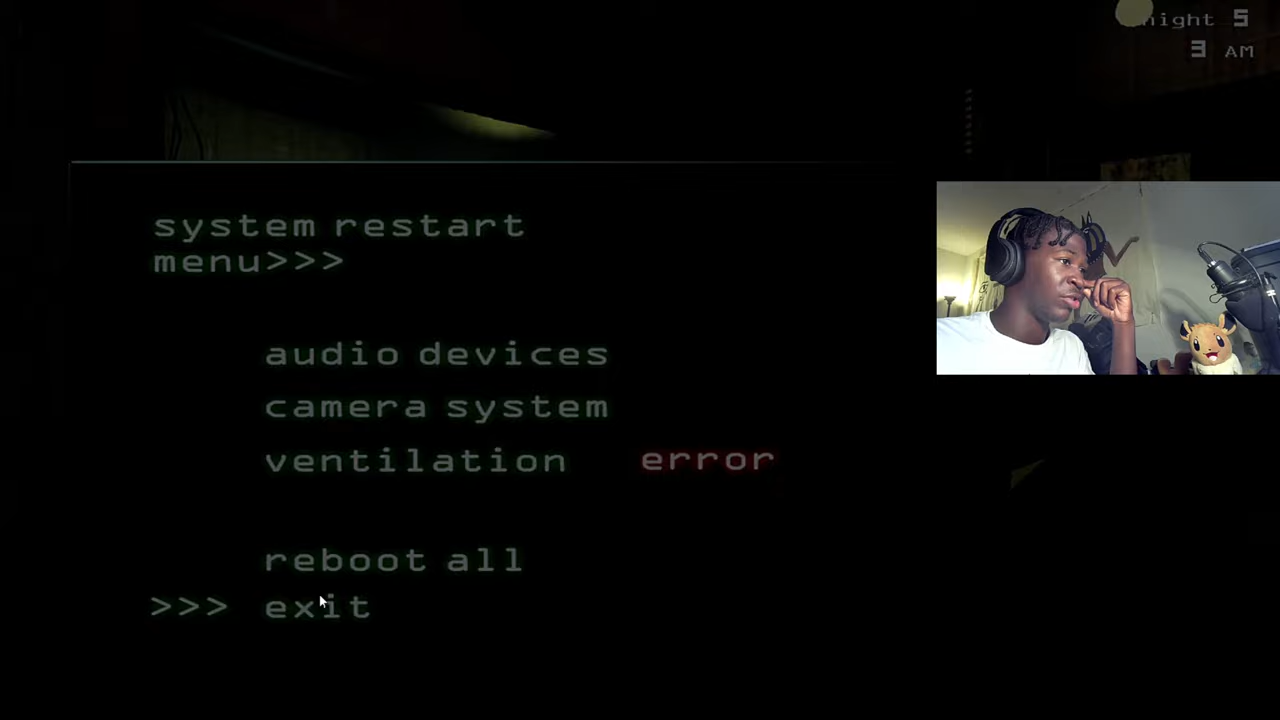 night 5
3 AM
system restart
menu>>>
audio devices
camera system
ventilation error
reboot all
>>> exit